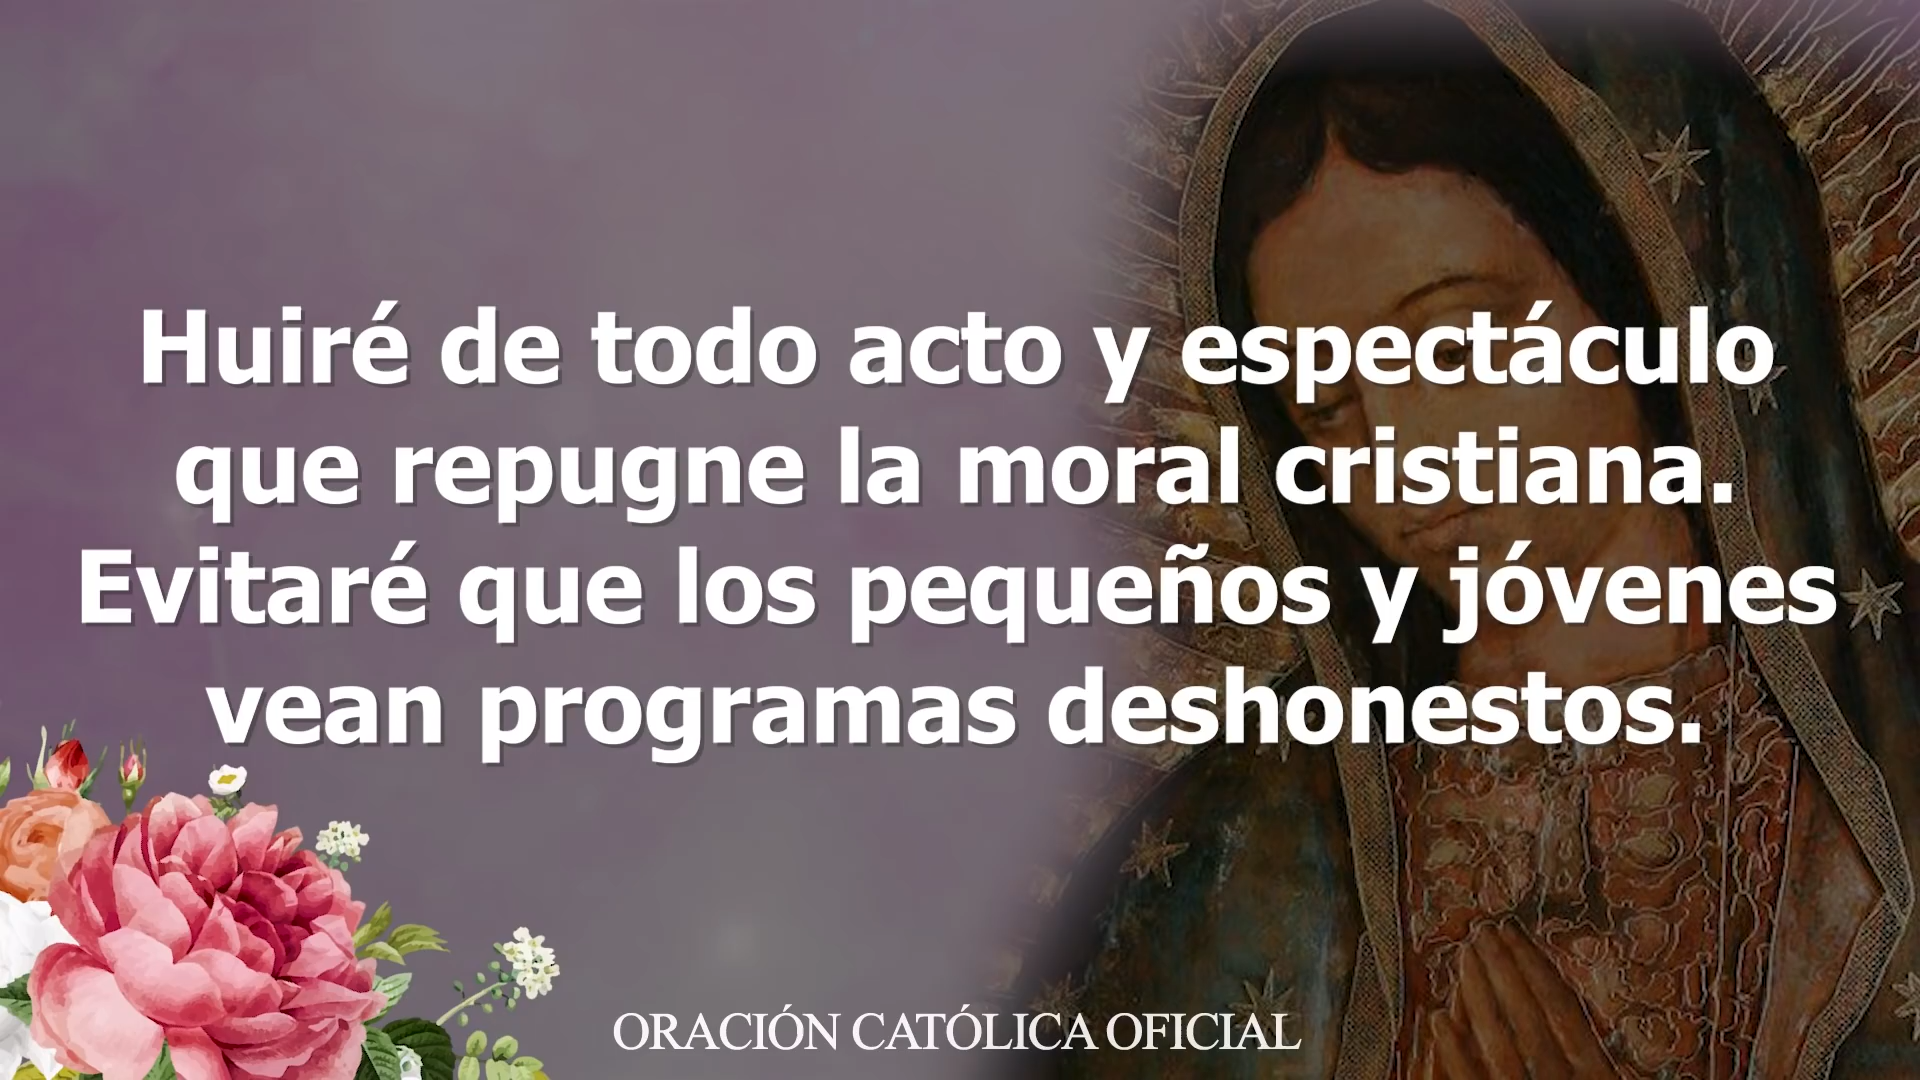 Huiré de todo acto y espectáculo
que repugne la moral cristiana.
Evitaré que los pequeños y jóvenes
vean programas deshonestos.
ORACIÓN CATÓLICA OFICIAL